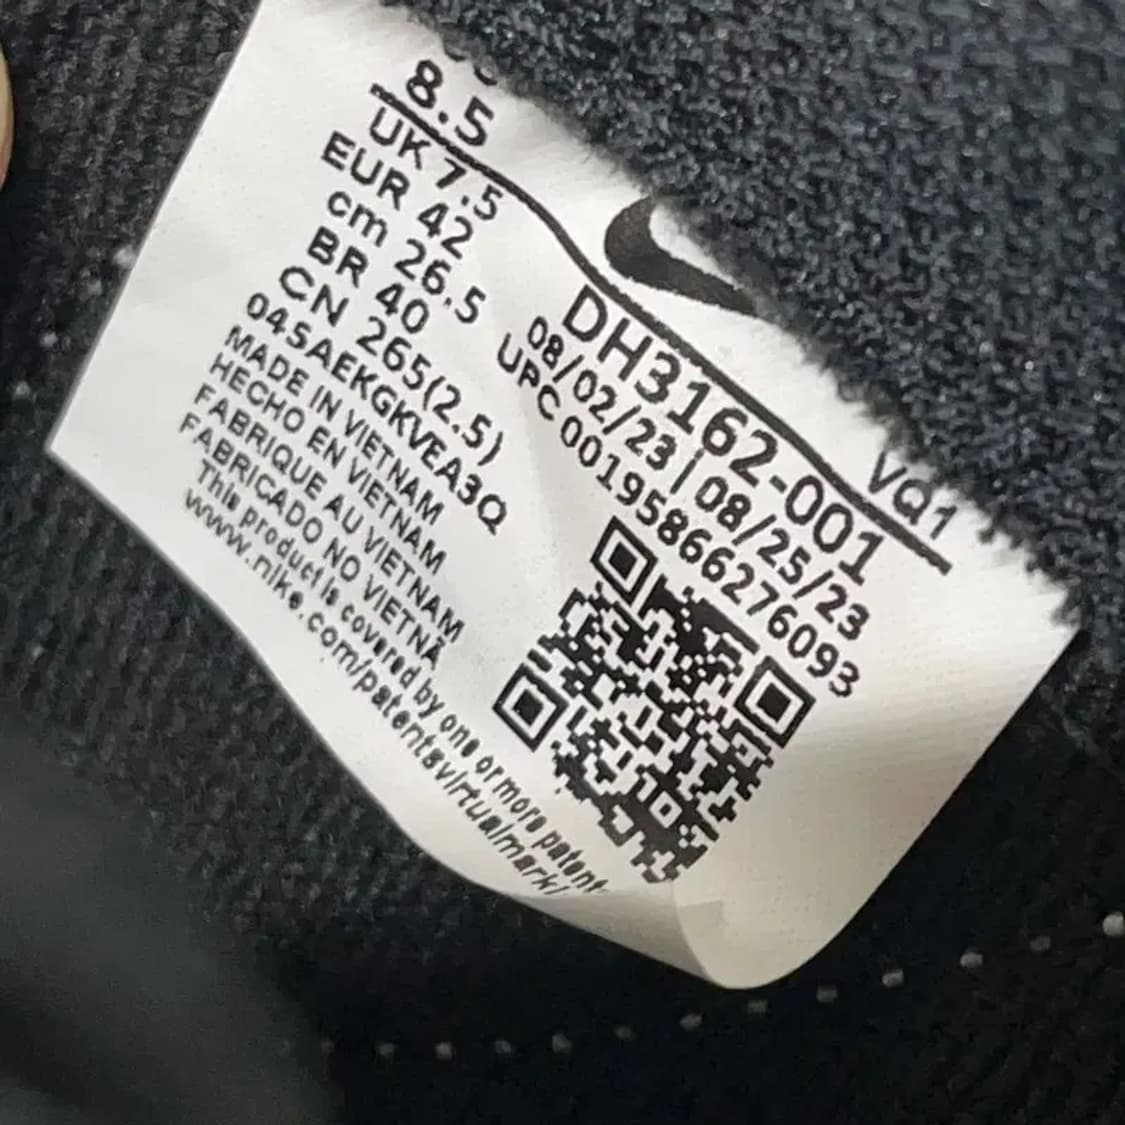 8.5
UK 7.5
EUR 42
cm 26.5
BR 40
CN 265(2.5)
045AEKGKVEA3Q
MADE IN VIETNAM
HECHO EN VIETNAM
FABRIQUE AU VIETNAM
FABRICADO NO VIETNÃ
This product is covered by one or more patent
www.nike.com/patentsvirtualmarki
VQ1
DH3162-001
08/02/23 | 08/25/23
UPC 00195866276093